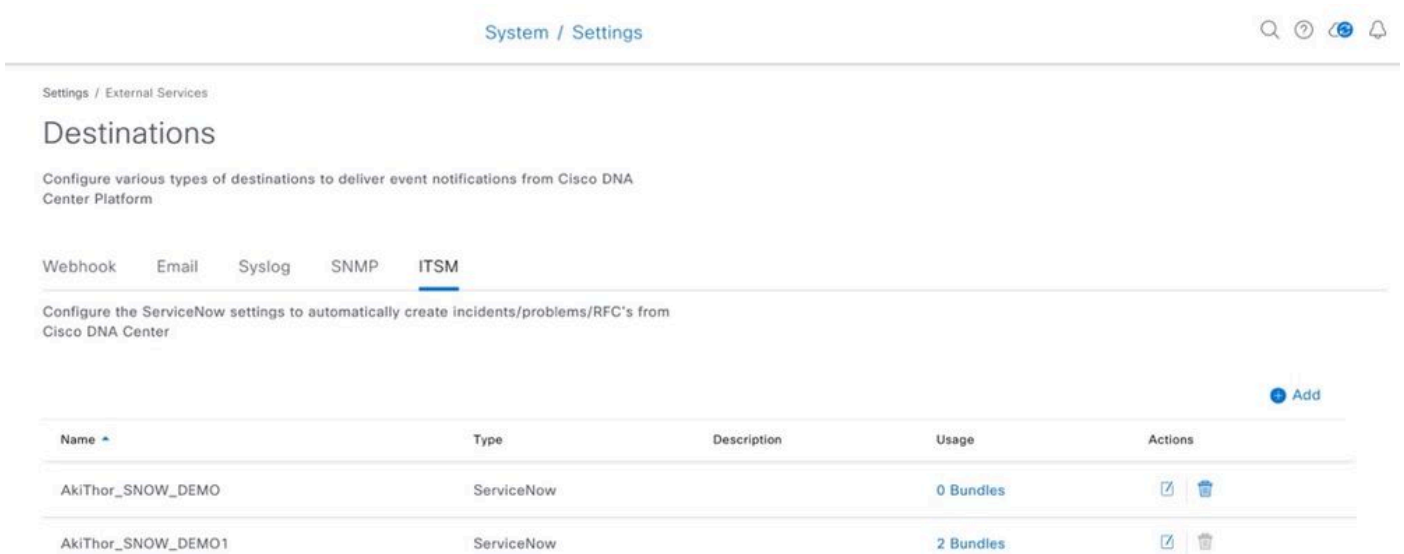 System / Settings
Settings / External Services
Destinations
Configure various types of destinations to deliver event notifications from Cisco DNA
Center Platform
Webhook Email Syslog SNMP ITSM
Configure the ServiceNow settings to automatically create incidents/problems/RFC's from
Cisco DNA Center
Add
Name Type Description Usage Actions
AkiThor_SNOW_DEMO ServiceNow 0 Bundles
AkiThor_SNOW_DEMO1 ServiceNow 2 Bundles